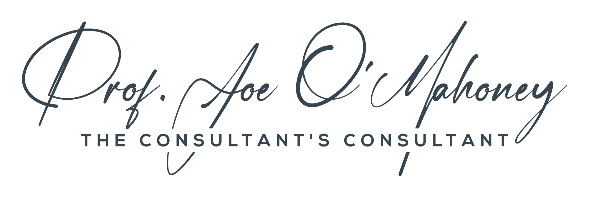 Prof. Joe O'Mahoney
THE CONSULTANT'S CONSULTANT